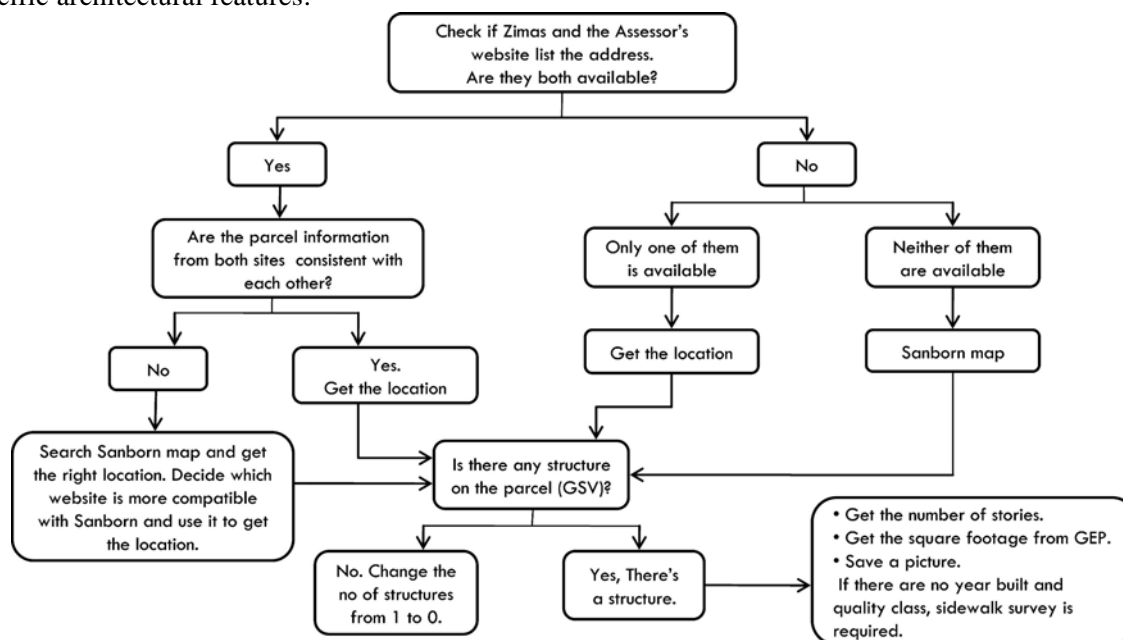 architectural features.
Check if Zimas and the Assessor's
website list the address.
Are they both available?
Yes
No
Are the parcel information
from both sites consistent with
each other?
Only one of them
is available
Neither of them
are available
No
Yes.
Get the location
Get the location
Sanborn map
Search Sanborn map and get
the right location. Decide which
website is more compatible
with Sanborn and use it to get
the location.
Is there any structure
on the parcel (GSV)?
No. Change the
no of structures
from 1 to 0.
Yes, There's
a structure.
• Get the number of stories.
• Get the square footage from GEP.
• Save a picture.
If there are no year built and
quality class, sidewalk survey is
required.